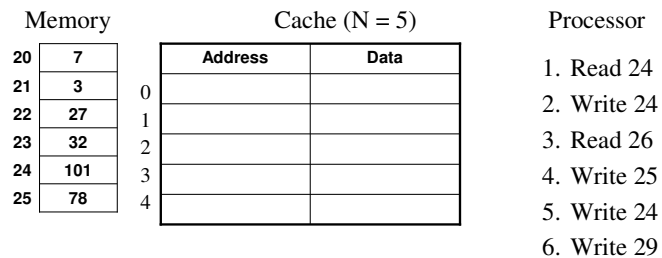 Memory
Cache (N = 5)
Processor
20 7
21 3
22 27
23 32
24 101
25 78
Address Data
0
1
2
3
4
1. Read 24
2. Write 24
3. Read 26
4. Write 25
5. Write 24
6. Write 29